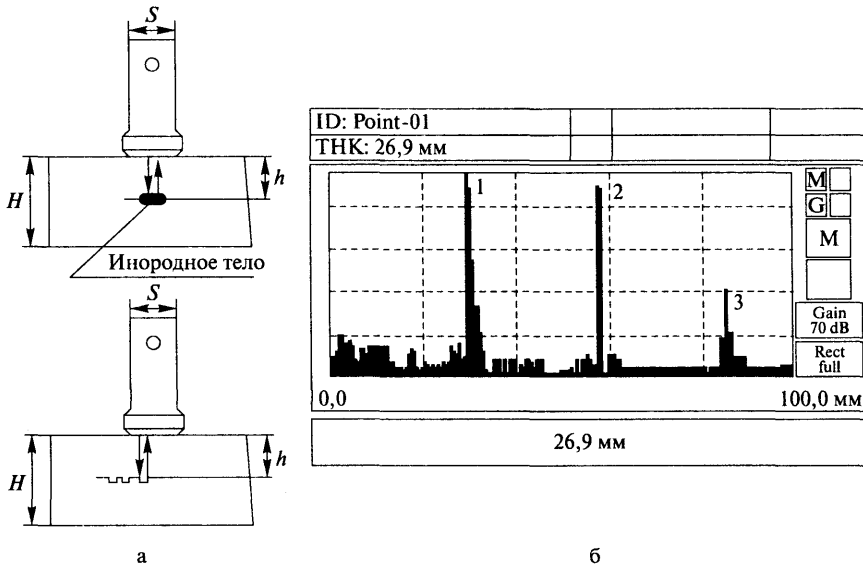 S
H
h
Инородное тело
S
H
h
а
ID: Point-01
THK: 26,9 мм
1
2
3
M
G
M
Gain
70 dB
Rect
full
0,0
100,0 мм
26,9 мм
б